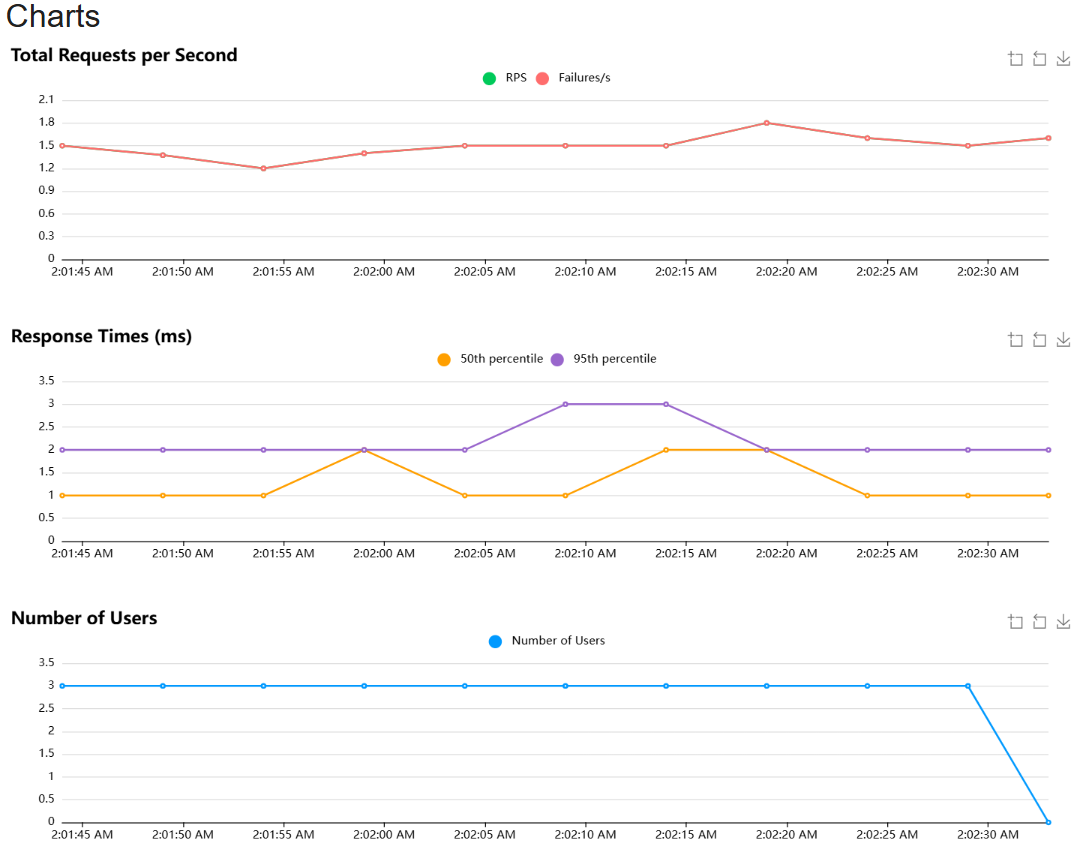 Charts
Total Requests per Second
RPS Failures/s
2.1
1.8
1.5
1.2
0.9
0.6
0.3
0
2:01:45 AM 2:01:50 AM 2:01:55 AM 2:02:00 AM 2:02:05 AM 2:02:10 AM 2:02:15 AM 2:02:20 AM 2:02:25 AM 2:02:30 AM
Response Times (ms)
50th percentile 95th percentile
3.5
3
2.5
2
1.5
1
0.5
0
2:01:45 AM 2:01:50 AM 2:01:55 AM 2:02:00 AM 2:02:05 AM 2:02:10 AM 2:02:15 AM 2:02:20 AM 2:02:25 AM 2:02:30 AM
Number of Users
Number of Users
3.5
3
2.5
2
1.5
1
0.5
0
2:01:45 AM 2:01:50 AM 2:01:55 AM 2:02:00 AM 2:02:05 AM 2:02:10 AM 2:02:15 AM 2:02:20 AM 2:02:25 AM 2:02:30 AM